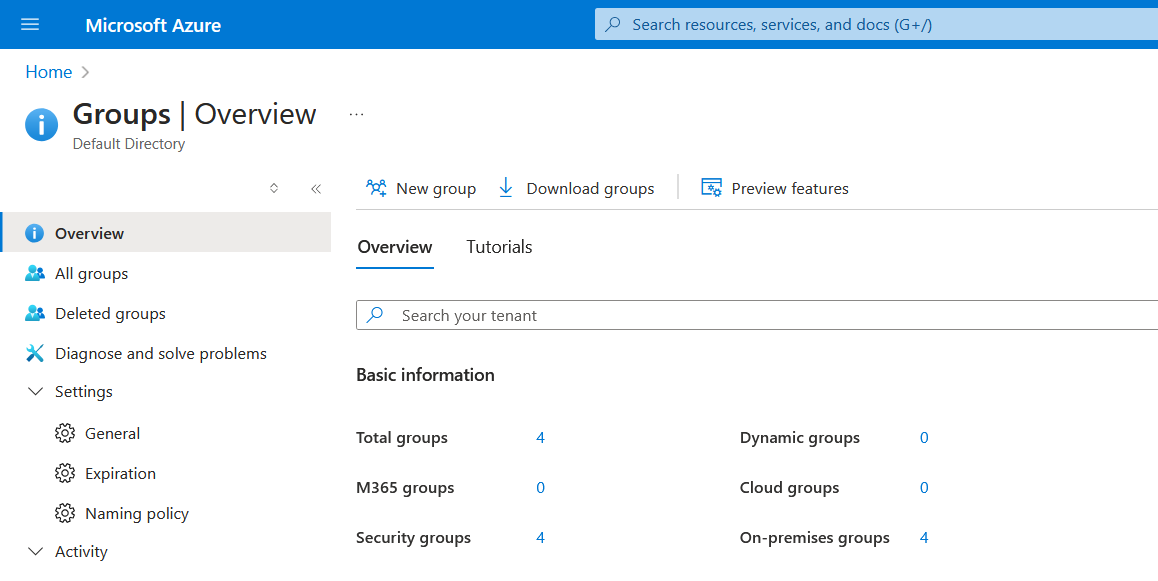 Microsoft Azure
Search resources, services, and docs (G+/)
Home
Groups | Overview
...
Default Directory
Overview
All groups
Deleted groups
Diagnose and solve problems
Settings
General
Expiration
Naming policy
Activity
New group
Download groups
Preview features
Overview
Tutorials
Search your tenant
Basic information
Total groups 4
Dynamic groups 0
M365 groups 0
Cloud groups 0
Security groups 4
On-premises groups 4